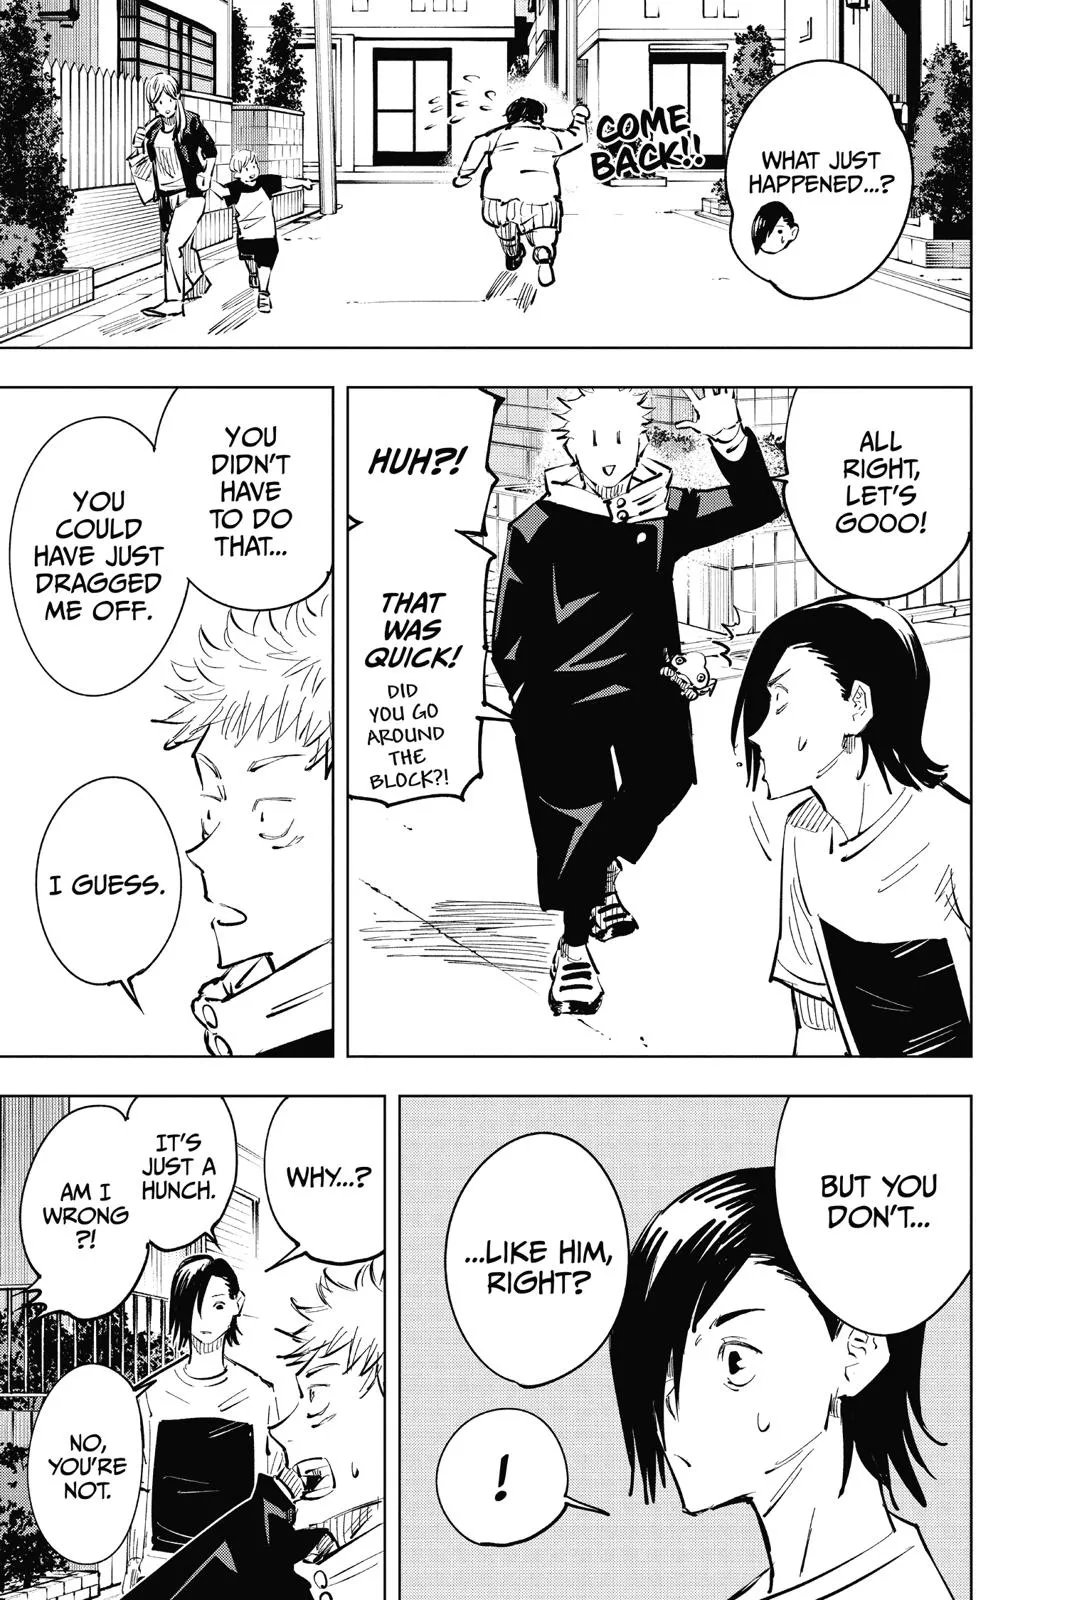 WHAT JUST
HAPPENED...?
COME
BACK!!
ALL
RIGHT,
LET'S
GOOO!
HUH?!
THAT
WAS
QUICK!
DID
YOU GO
AROUND
THE
BLOCK?!
YOU
DIDN'T
HAVE
TO DO
THAT...
YOU
COULD
HAVE JUST
DRAGGED
ME OFF.
I GUESS.
BUT YOU
DON'T...
...LIKE HIM,
RIGHT?
!
WHY...?
IT'S
JUST A
HUNCH.
AM I
WRONG
?!
NO,
YOU'RE
NOT.